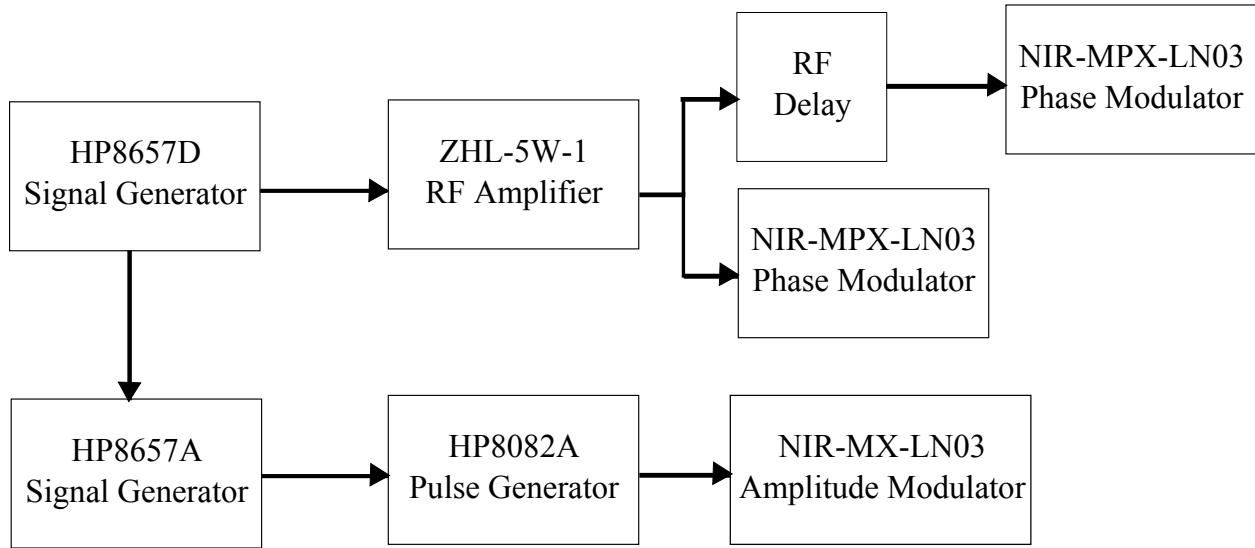 HP8657D
Signal Generator
ZHL-5W-1
RF Amplifier
RF
Delay
NIR-MPX-LN03
Phase Modulator
NIR-MPX-LN03
Phase Modulator
HP8657A
Signal Generator
HP8082A
Pulse Generator
NIR-MX-LN03
Amplitude Modulator